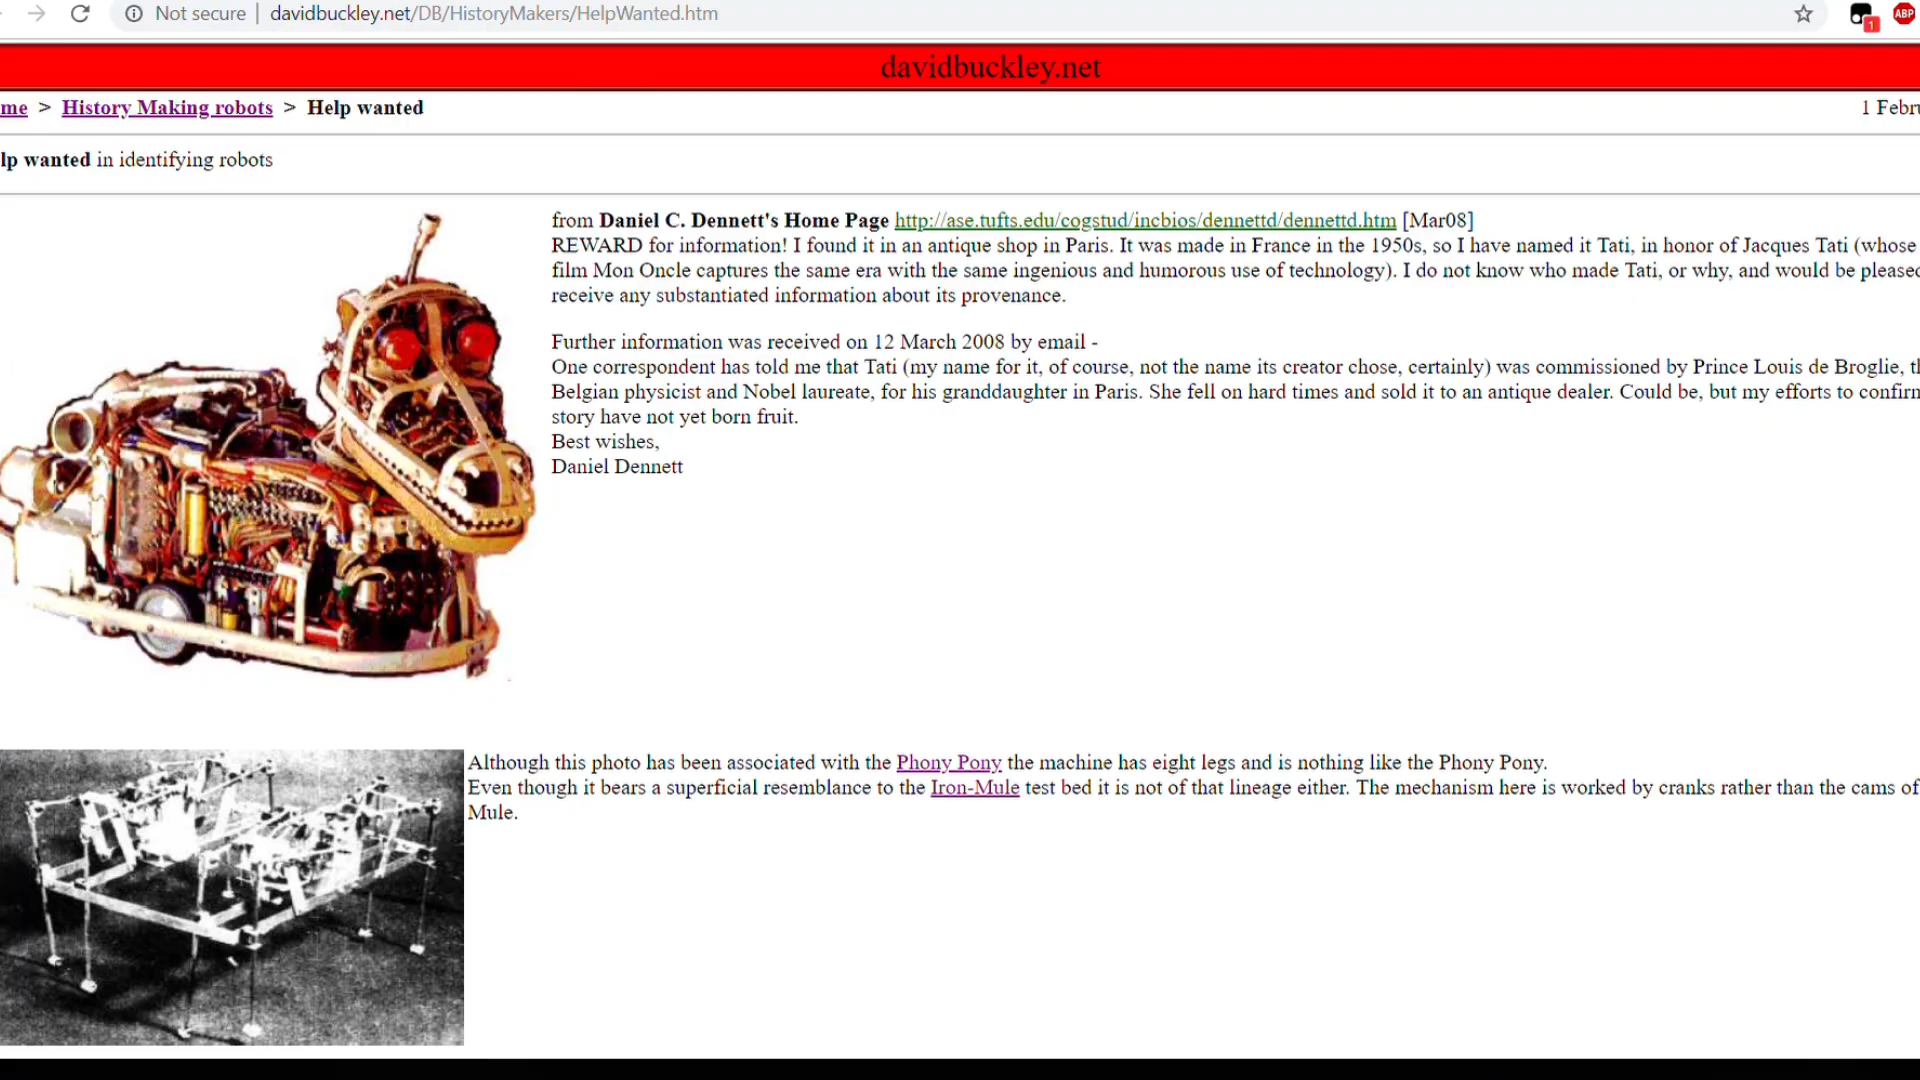 Not secure | davidbuckley.net/DB/HistoryMakers/HelpWanted.htm
1
ABP
davidbuckley.net
me > History Making robots > Help wanted
1 Febru
lp wanted in identifying robots
from Daniel C. Dennett's Home Page http://ase.tufts.edu/cogstud/incbios/dennettd/dennettd.htm [Mar08]
REWARD for information! I found it in an antique shop in Paris. It was made in France in the 1950s, so I have named it Tati, in honor of Jacques Tati (whose
film Mon Oncle captures the same era with the same ingenious and humorous use of technology). I do not know who made Tati, or why, and would be pleased
receive any substantiated information about its provenance.
Further information was received on 12 March 2008 by email -
One correspondent has told me that Tati (my name for it, of course, not the name its creator chose, certainly) was commissioned by Prince Louis de Broglie, th
Belgian physicist and Nobel laureate, for his granddaughter in Paris. She fell on hard times and sold it to an antique dealer. Could be, but my efforts to confirm
story have not yet born fruit.
Best wishes,
Daniel Dennett
Although this photo has been associated with the Phony Pony the machine has eight legs and is nothing like the Phony Pony.
Even though it bears a superficial resemblance to the Iron-Mule test bed it is not of that lineage either. The mechanism here is worked by cranks rather than the cams of
Mule.